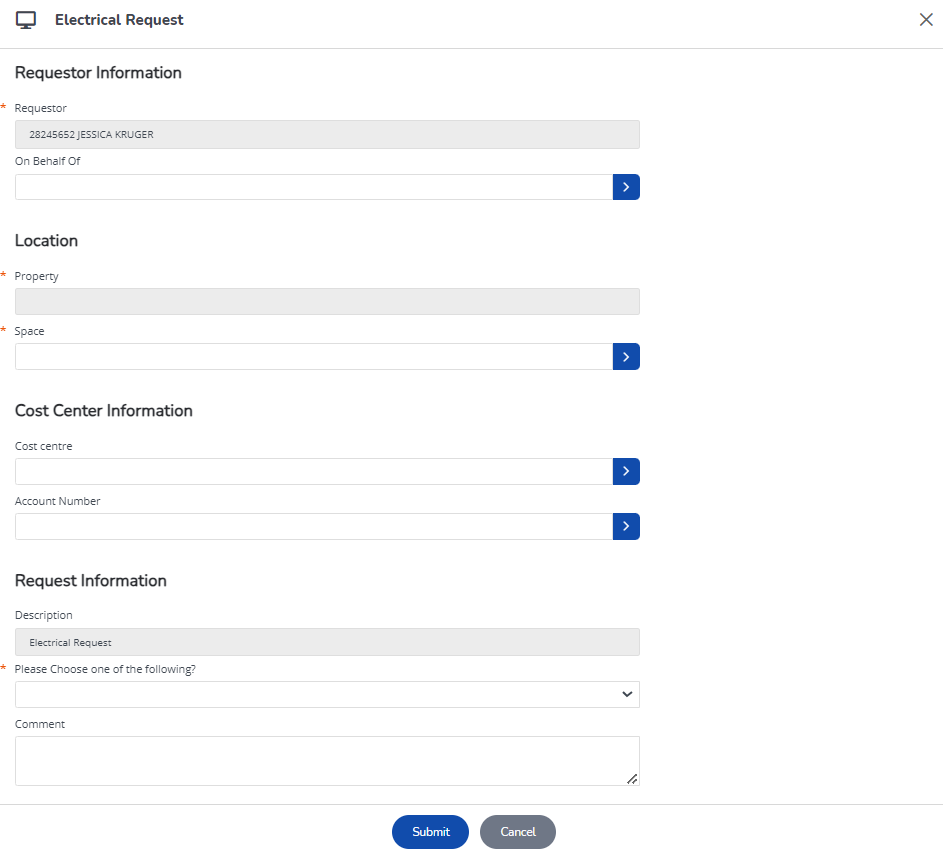 Electrical Request
Requestor Information
* Requestor
28245652 JESSICA KRUGER
On Behalf Of
Location
* Property
* Space
Cost Center Information
Cost centre
Account Number
Request Information
Description
Electrical Request
* Please Choose one of the following?
Comment
Submit Cancel